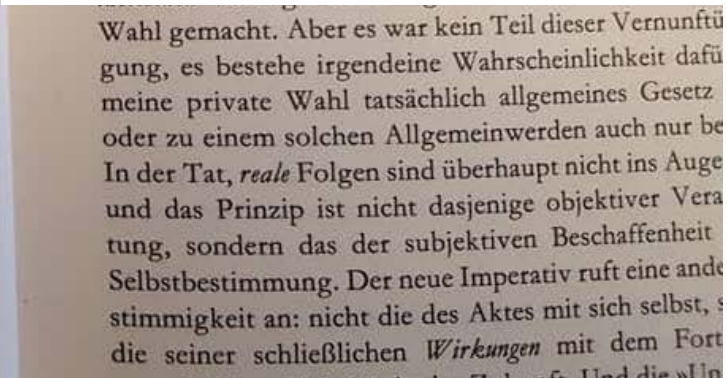 Wahl gemacht. Aber es war kein Teil dieser Vernunftü
gung, es bestehe irgendeine Wahrscheinlichkeit dafü
meine private Wahl tatsächlich allgemeines Gesetz
oder zu einem solchen Allgemeinwerden auch nur be
In der Tat, reale Folgen sind überhaupt nicht ins Auge
und das Prinzip ist nicht dasjenige objektiver Vera
tung, sondern das der subjektiven Beschaffenheit
Selbstbestimmung. Der neue Imperativ ruft eine ande
stimmigkeit an: nicht die des Aktes mit sich selbst, s
die seiner schließlichen Wirkungen mit dem Fort
Und die »Un